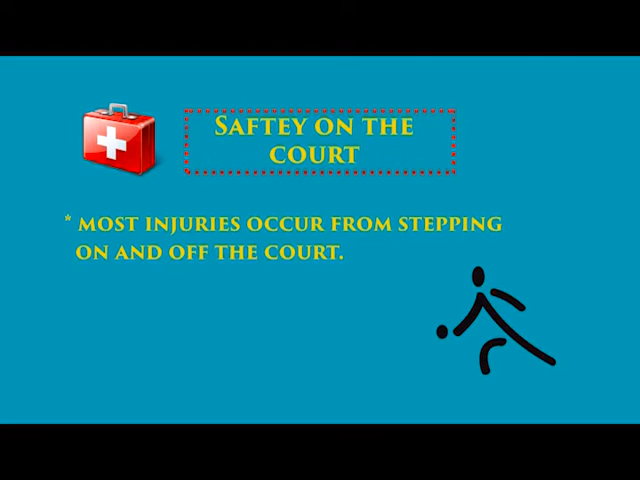 Saftey on the
court
* most injuries occur from stepping
on and off the court.